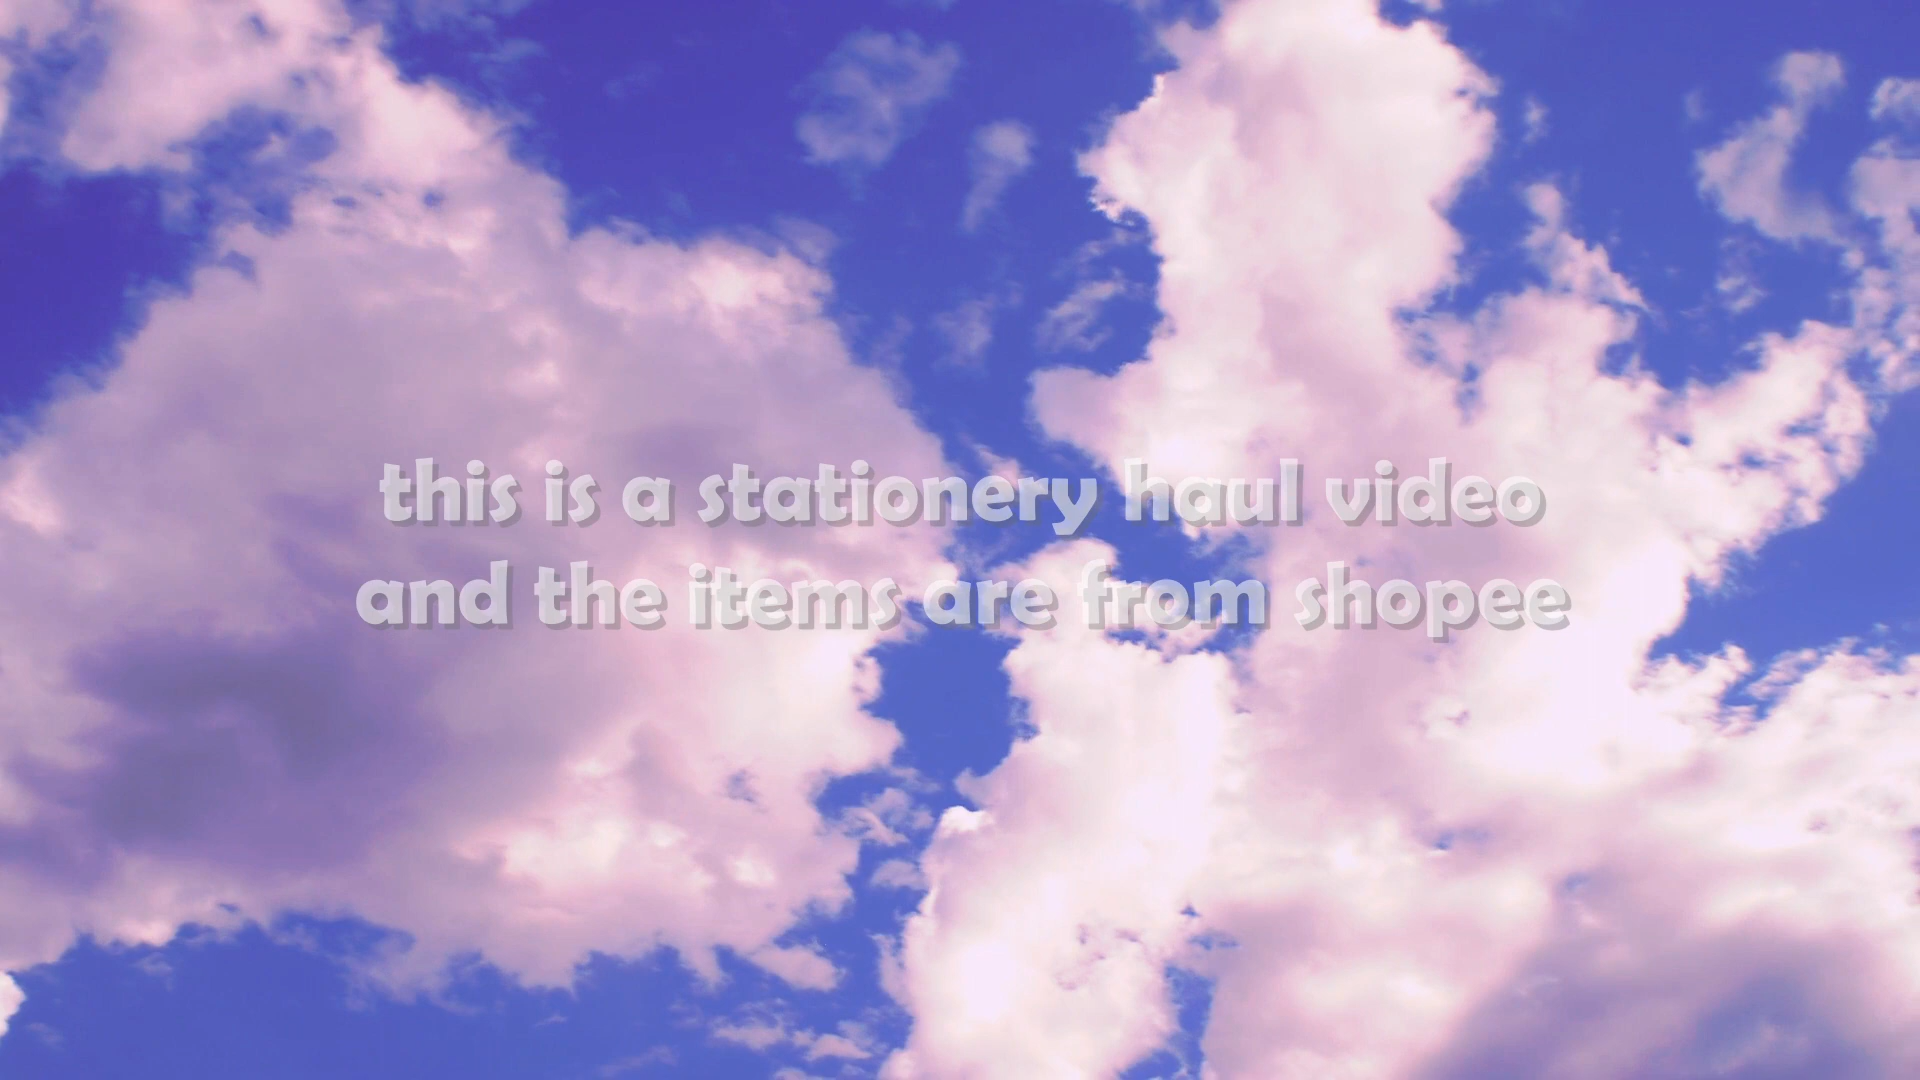 this is a stationery haul video
and the items are from shopee